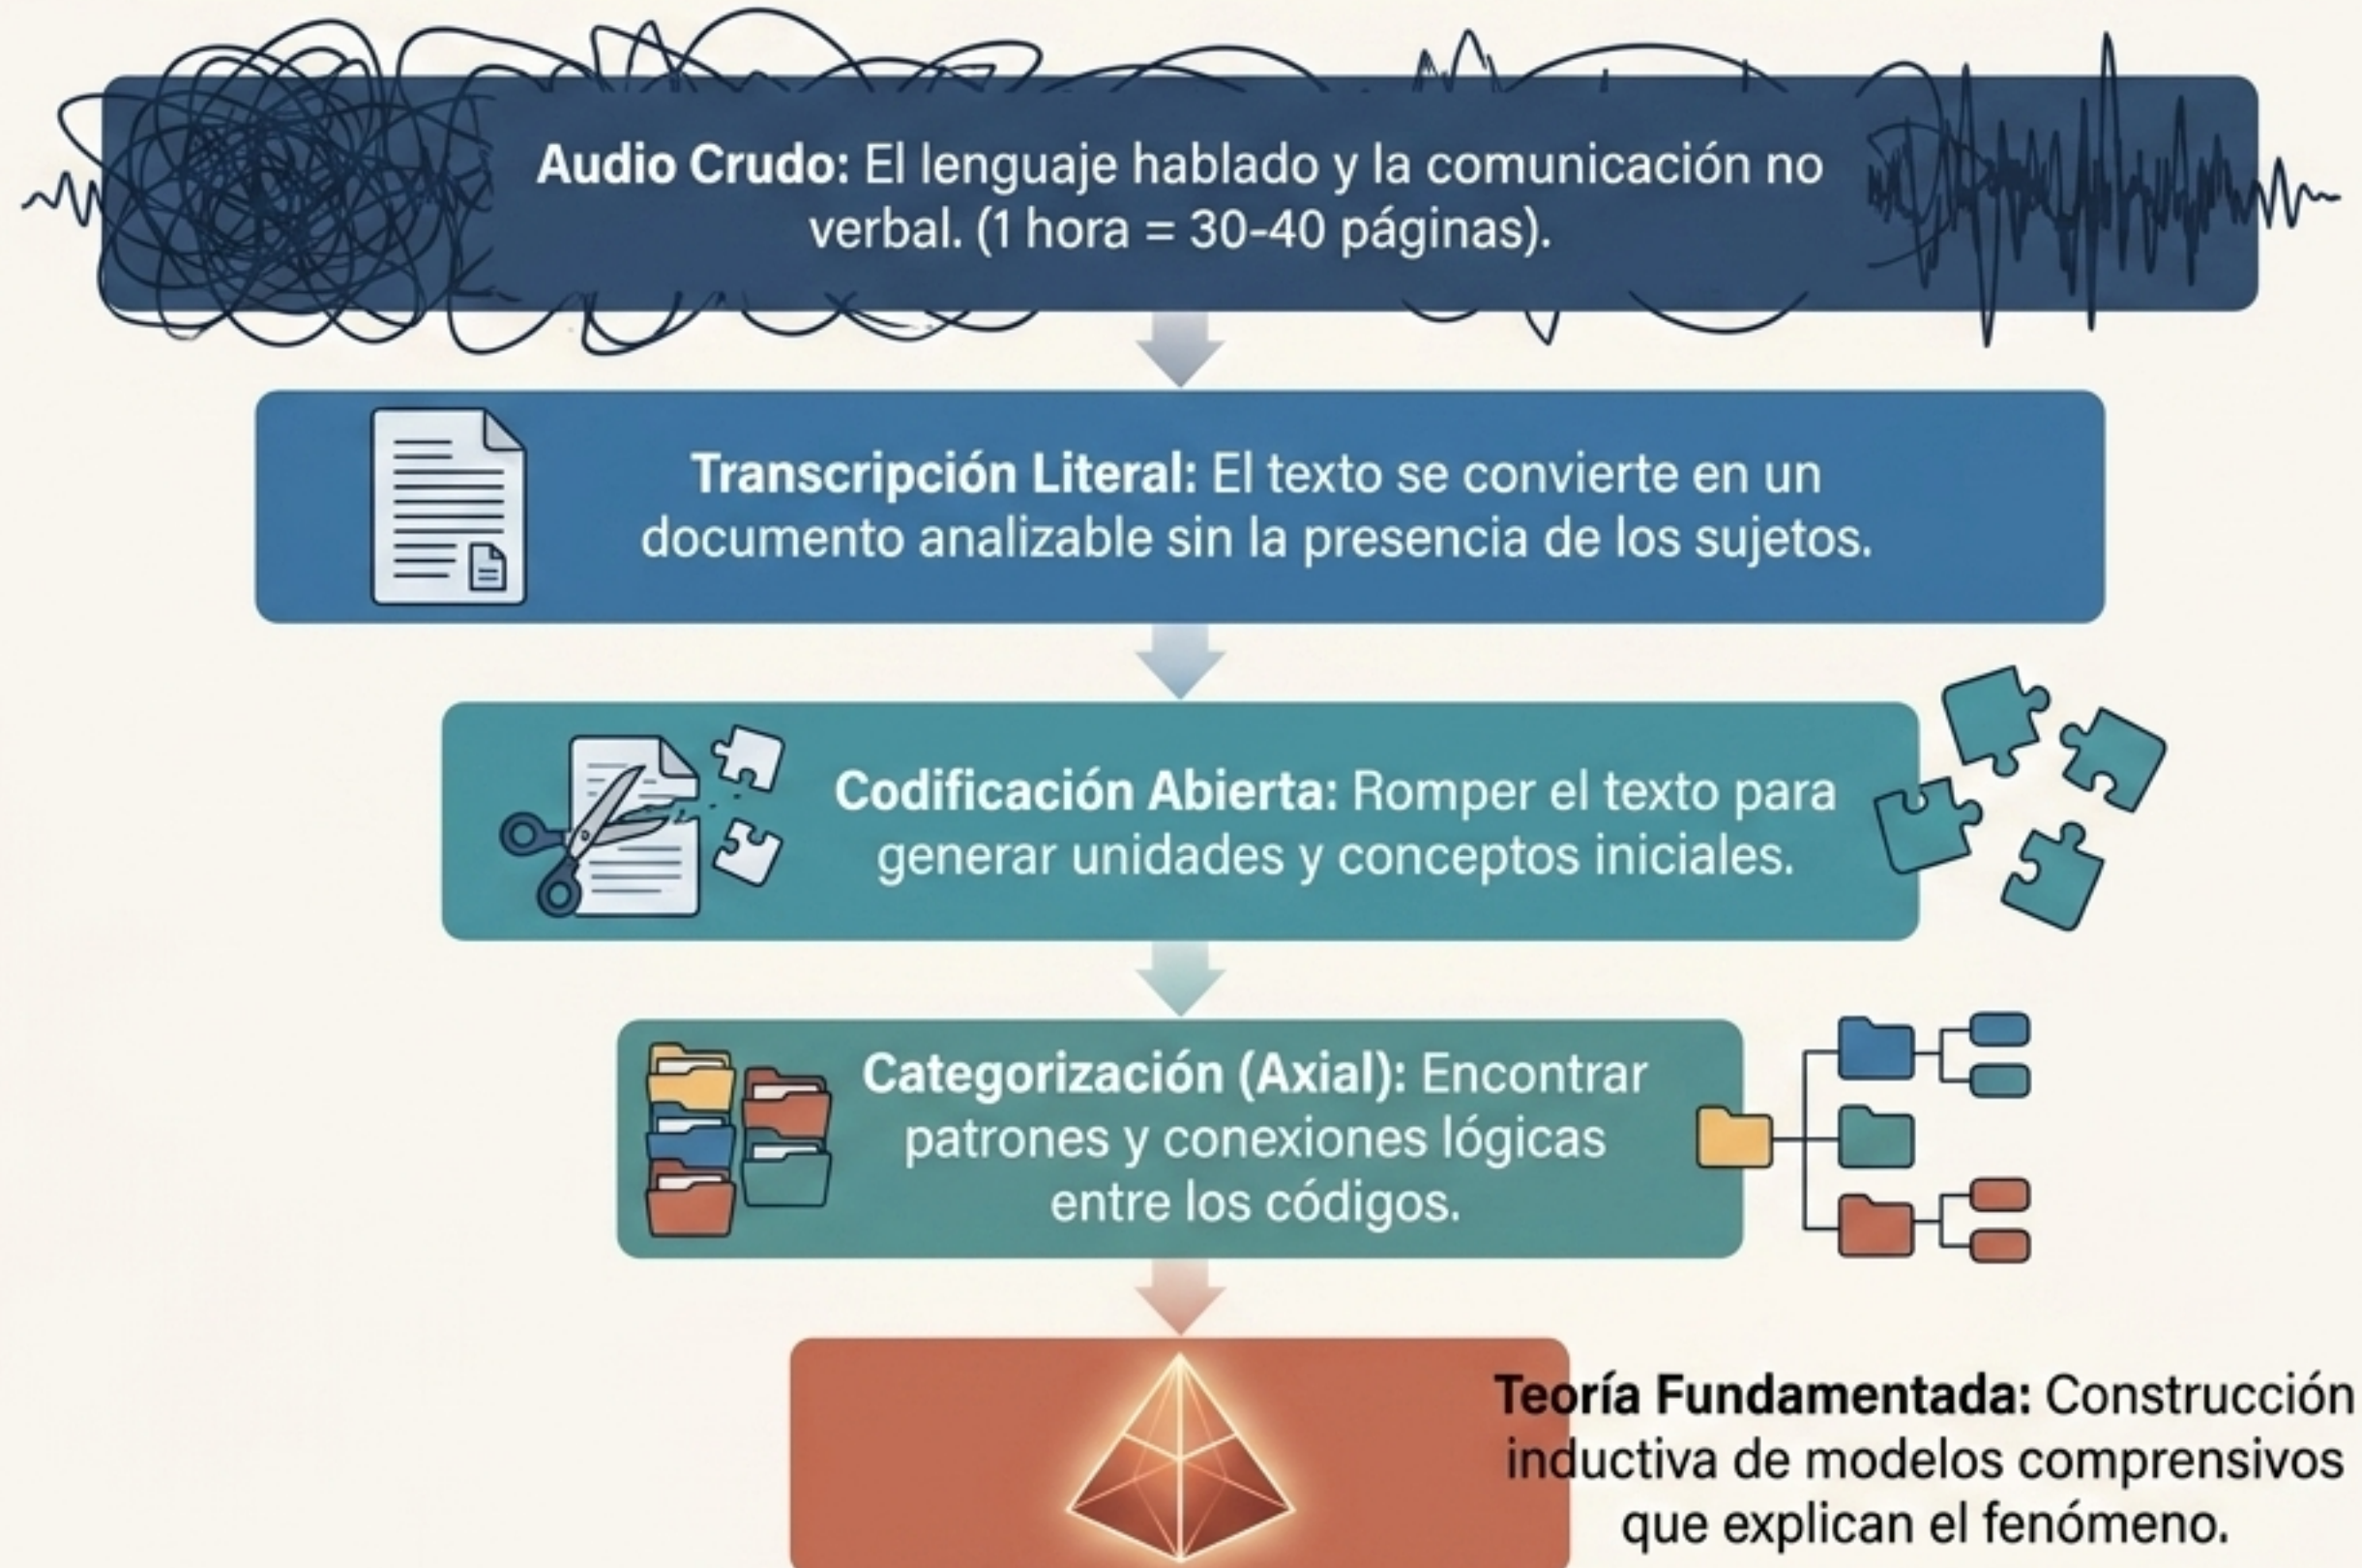 Audio Crudo: El lenguaje hablado y la comunicación no
verbal. (1 hora = 30-40 páginas).
Transcripción Literal: El texto se convierte en un
documento analizable sin la presencia de los sujetos.
Codificación Abierta: Romper el texto para
generar unidades y conceptos iniciales.
Categorización (Axial): Encontrar
patrones y conexiones lógicas
entre los códigos.
Teoría Fundamentada: Construcción
inductiva de modelos comprensivos
que explican el fenómeno.